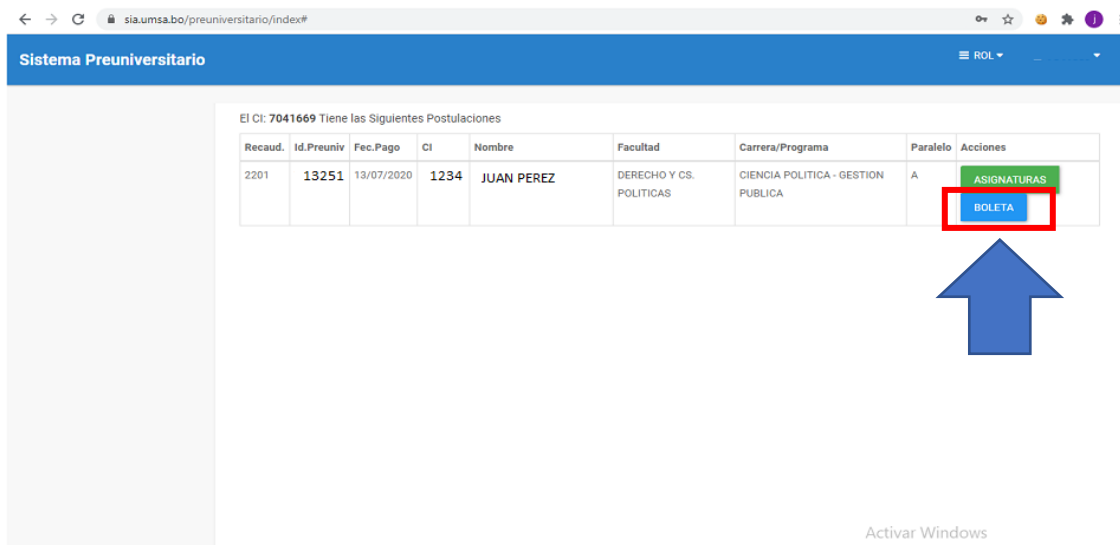 sia.umsa.bo/preuniversitario/index#
Sistema Preuniversitario
ROL
El CI: 7041669 Tiene las Siguientes Postulaciones
Recaud. Id.Preuniv Fec.Pago CI Nombre Facultad Carrera/Programa Paralelo Acciones
2201 13251 13/07/2020 1234 JUAN PEREZ DERECHO Y CS. CIENCIA POLITICA - GESTION A ASIGNATURAS
POLITICAS PUBLICA
BOLETA
Activar Windows